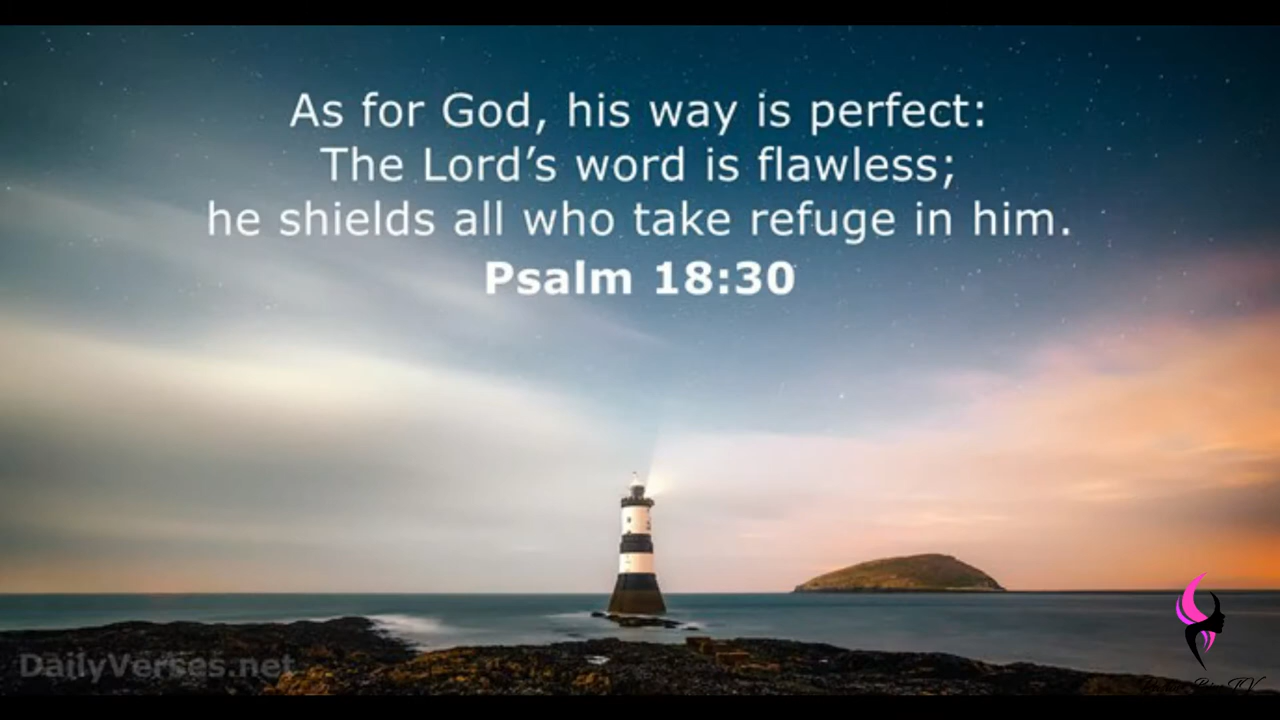 As for God, his way is perfect:
The Lord’s word is flawless;
he shields all who take refuge in him.
Psalm 18:30
DailyVerses.net
TV